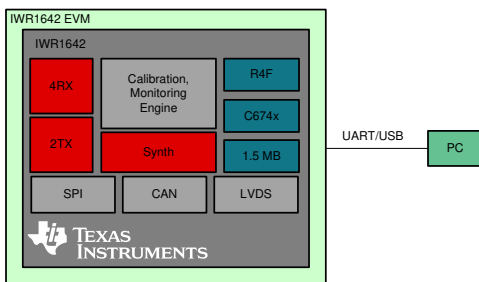 IWR1642 EVM
IWR1642
4RX
Calibration,
Monitoring
Engine
R4F
C674x
2TX
Synth
1.5 MB
UART/USB
PC
SPI
CAN
LVDS
TEXAS
INSTRUMENTS